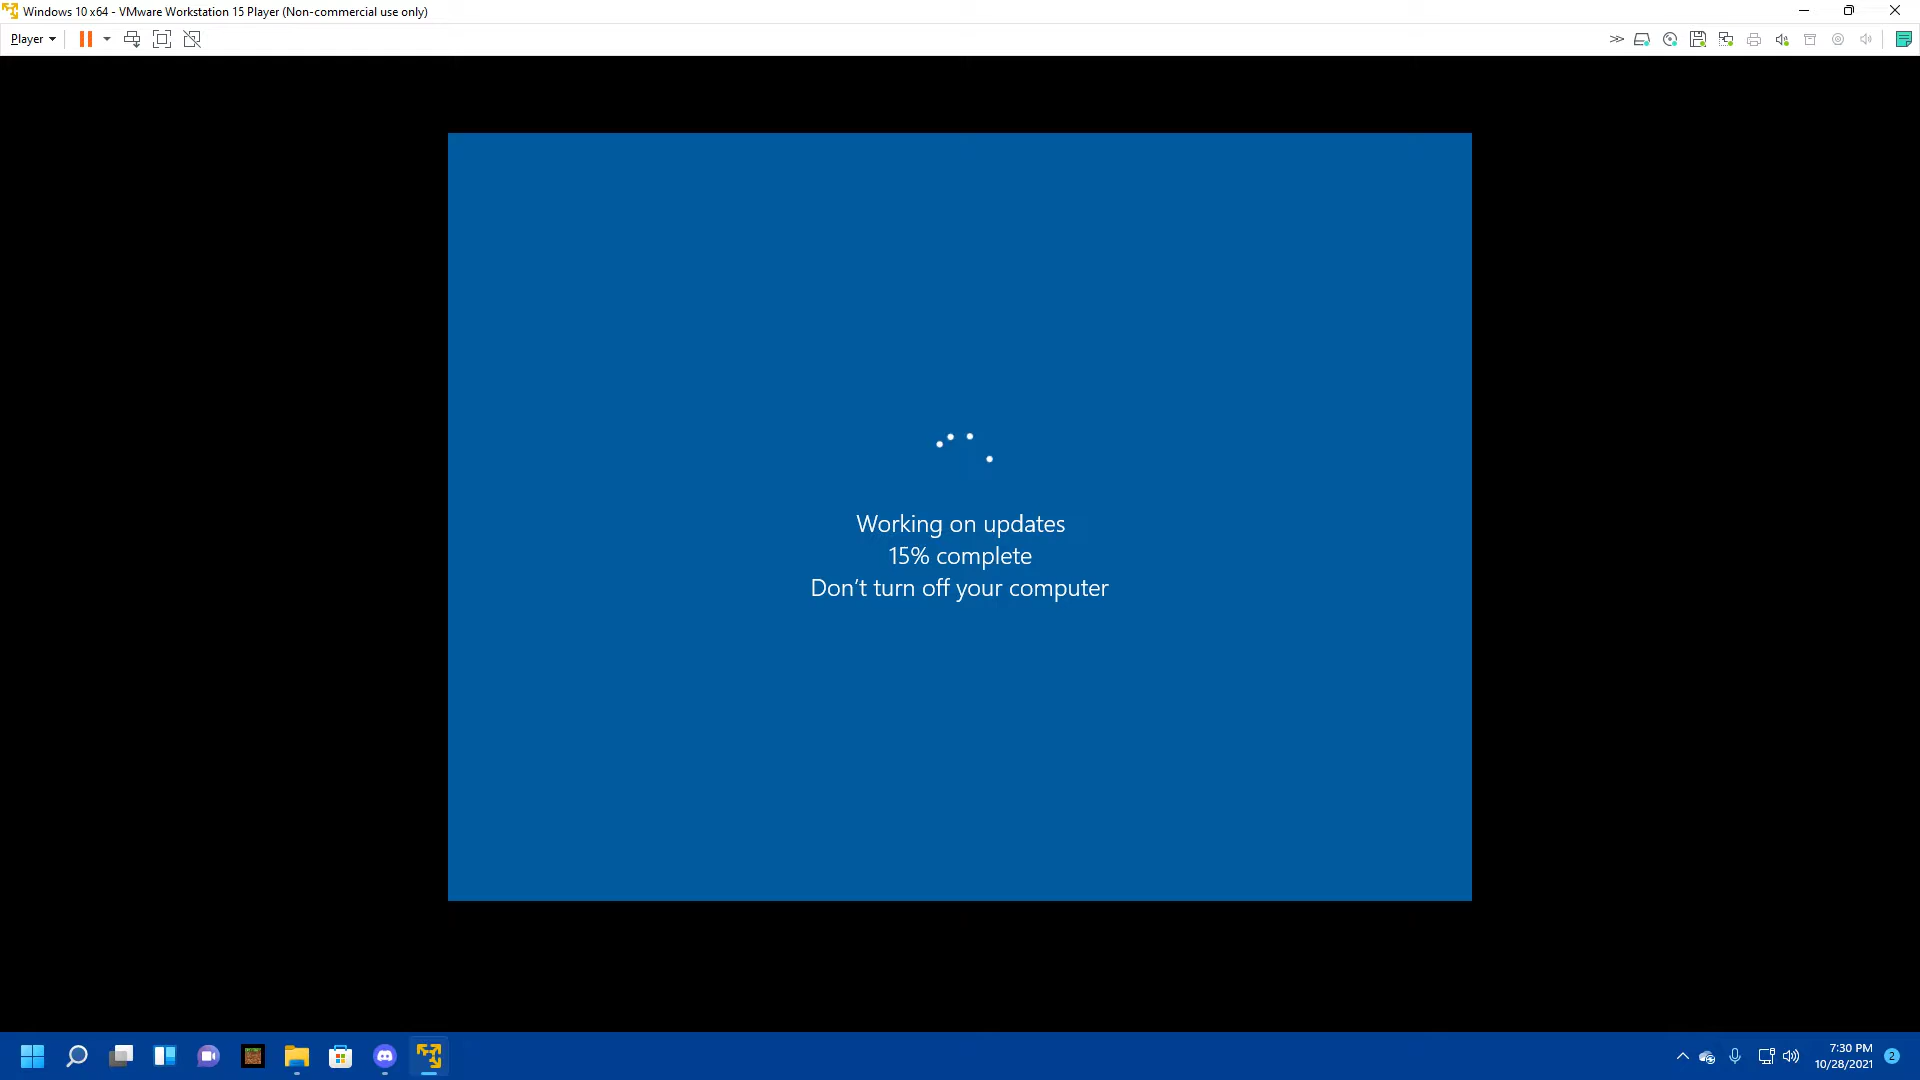 Windows 10 x64 - VMware Workstation 15 Player (Non-commercial use only)
Player
Working on updates
15% complete
Don't turn off your computer
7:30 PM
10/28/2021
2